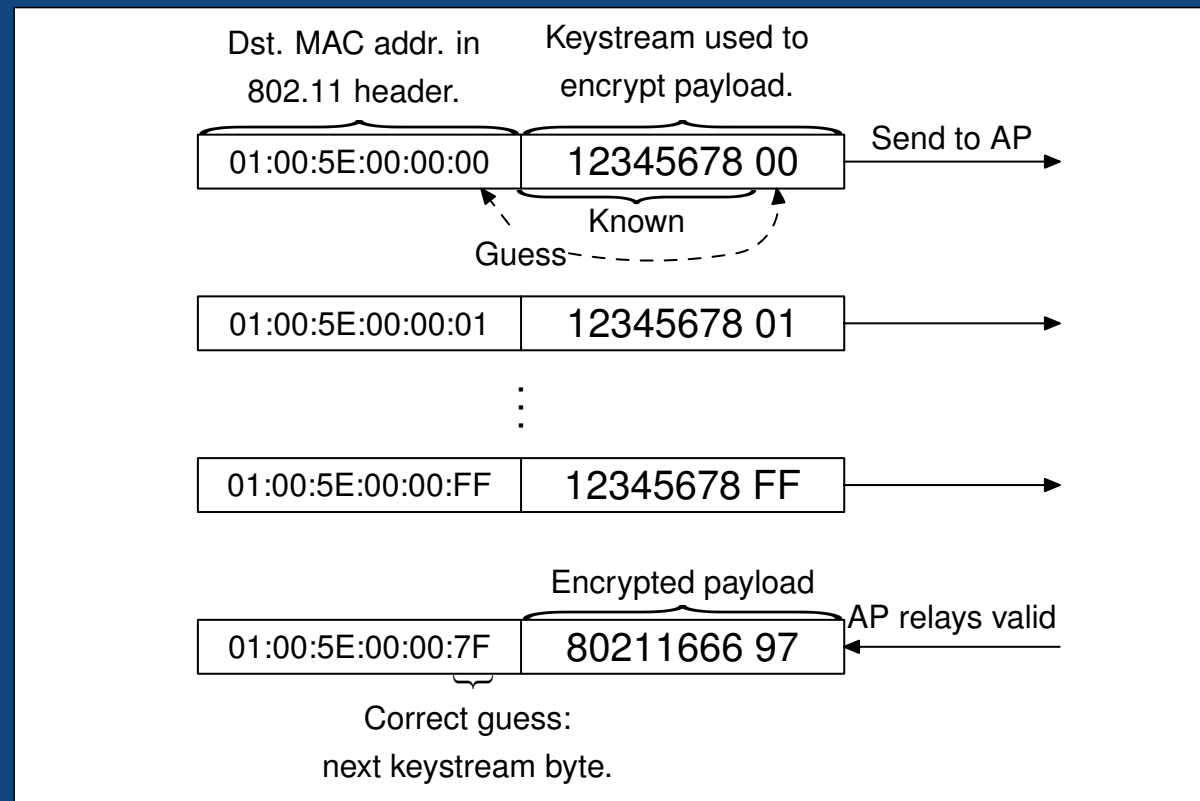 Dst. MAC addr. in
802.11 header.
Keystream used to
encrypt payload.
01:00:5E:00:00:00
12345678 00
Send to AP
Known
Guess
01:00:5E:00:00:01
12345678 01
⋮
01:00:5E:00:00:FF
12345678 FF
Encrypted payload
01:00:5E:00:00:7F
80211666 97
AP relays valid
Correct guess:
next keystream byte.